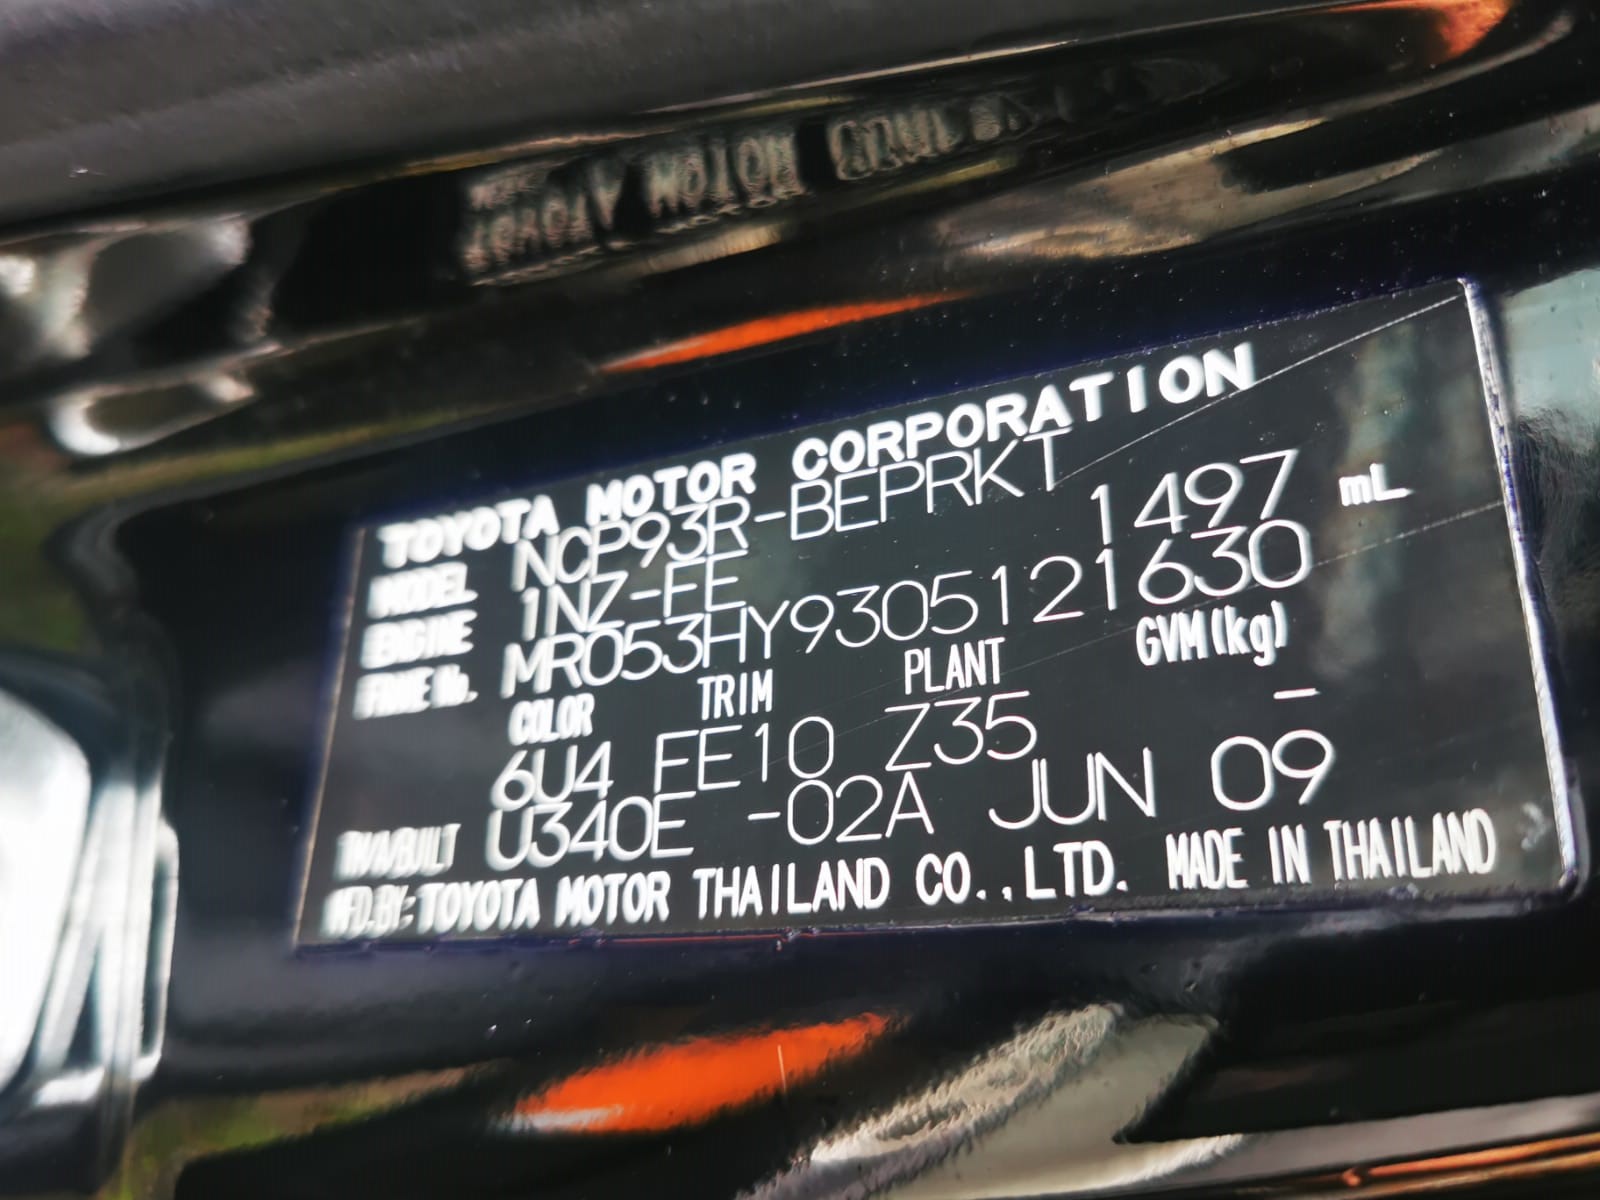 TOYOTA MOTOR CORPORATION
MODEL NCP93R-BEPRKT
ENGINE 1NZ-FE 1497 mL
FRAME No. MR053HY9305121630
COLOR TRIM PLANT GVM(kg)
6U4 FE10 Z35 –
TM/A/BUILT U340E -02A JUN 09
MFD.BY:TOYOTA MOTOR THAILAND CO.,LTD. MADE IN THAILAND